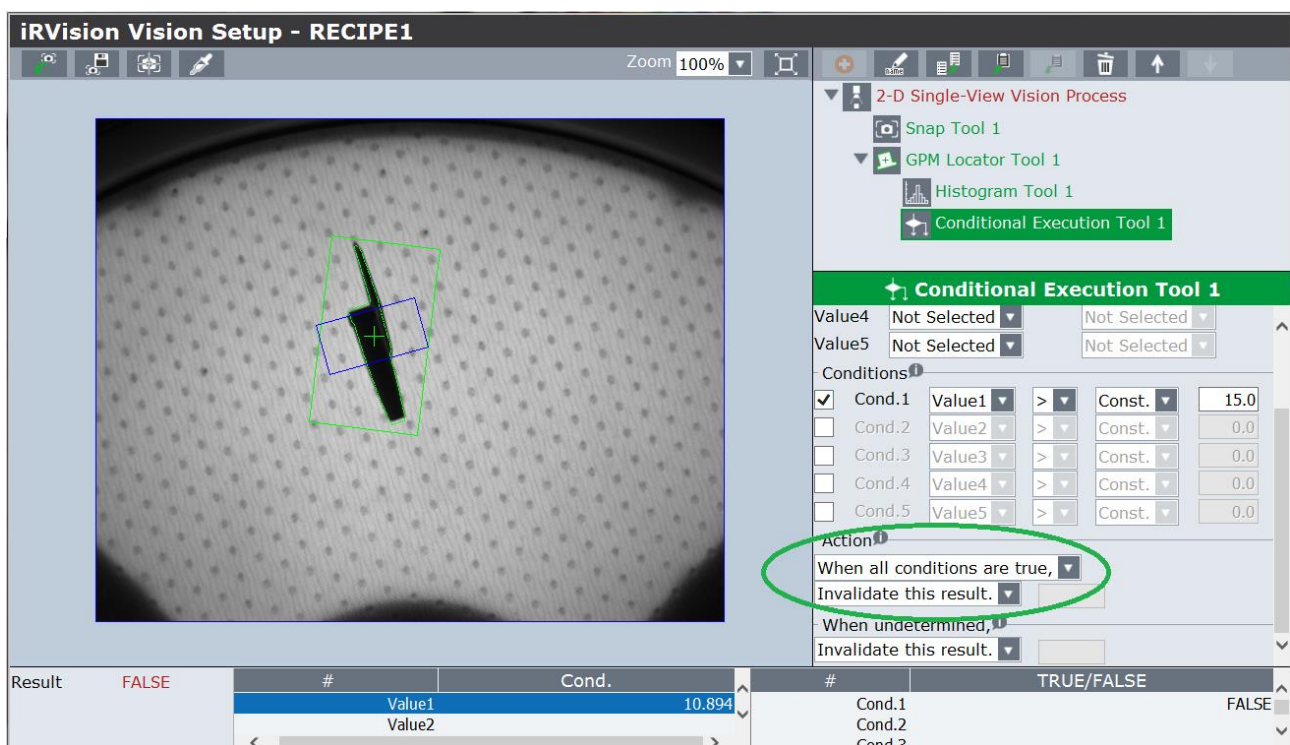 iRVision Vision Setup - RECIPE1
Zoom 100%
name
2-D Single-View Vision Process
Snap Tool 1
GPM Locator Tool 1
Histogram Tool 1
Conditional Execution Tool 1
Conditional Execution Tool 1
Value4 Not Selected Not Selected
Value5 Not Selected Not Selected
Conditions
Cond.1 Value1 > Const. 15.0
Cond.2 Value2 > Const. 0.0
Cond.3 Value3 > Const. 0.0
Cond.4 Value4 > Const. 0.0
Cond.5 Value5 > Const. 0.0
Action
When all conditions are true,
Invalidate this result.
When undetermined,
Invalidate this result.
Result FALSE
# Cond.
Value1 10.894
Value2
# TRUE/FALSE
Cond.1 FALSE
Cond.2
Cond.3